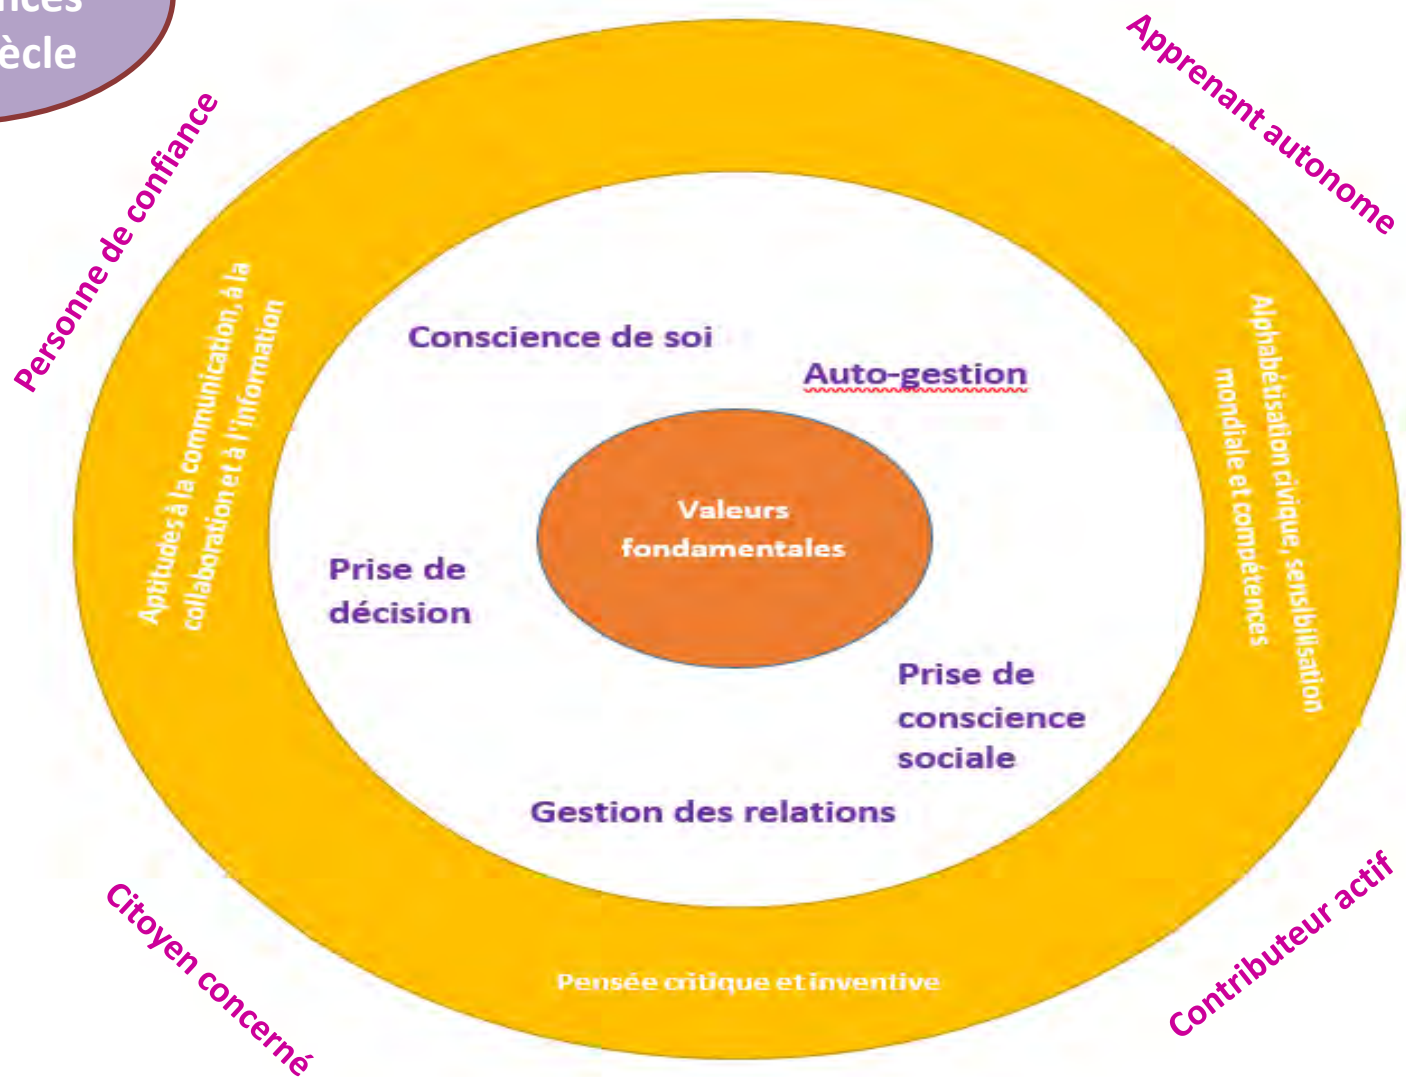 ècle
Personne de confiance
Apprenant autonome
Aptitudes à la communication, à la
collaboration et à l'information
Conscience de soi
Auto-gestion
Alphabétisation civique, sensibilisation
mondiale et compétences
Valeurs
fondamentales
Prise de
décision
Prise de
conscience
sociale
Gestion des relations
Pensée critique et inventive
Citoyen concerné
Contributeur actif